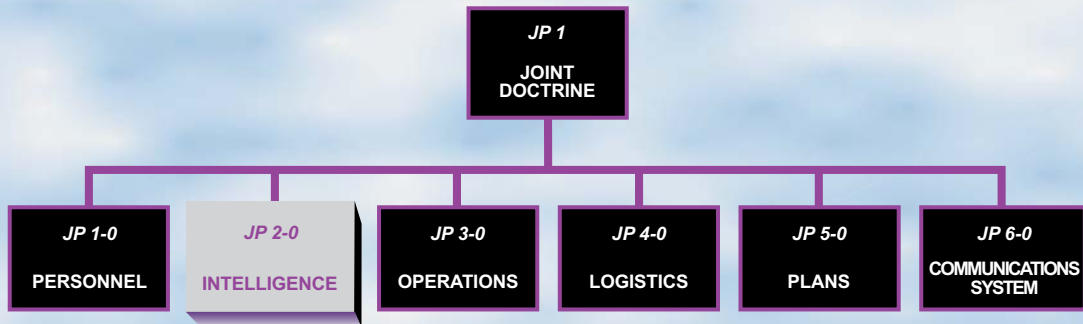 JP 1
JOINT
DOCTRINE
JP 1-0
PERSONNEL
JP 2-0
INTELLIGENCE
JP 3-0
OPERATIONS
JP 4-0
LOGISTICS
JP 5-0
PLANS
JP 6-0
COMMUNICATIONS
SYSTEM